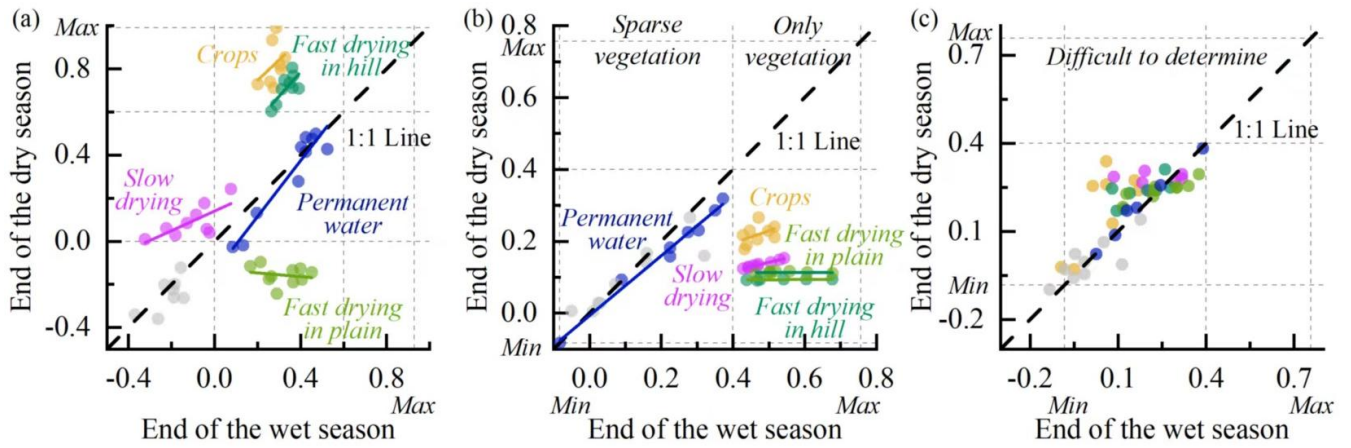 (a)
Max
0.8
0.4
0.0
-0.4
End of the dry season
Crops
Fast drying
in hill
1:1 Line
Slow
drying
Permanent
water
Fast drying
in plain
-0.4 0.0 0.4 0.8
Max
End of the wet season
(b)
0.8
Max
0.6
0.4
0.2
0.0
Min
End of the dry season
Sparse
vegetation
Only
vegetation
1:1 Line
Permanent
water
Crops
Fast drying
in plain
Slow
drying
Fast drying
in hill
0.0 0.2 0.4 0.6 0.8
Min Max
End of the wet season
(c)
Max
0.7
0.4
0.1
Min
-0.2
End of the dry season
Difficult to determine
1:1 Line
-0.2 0.1 0.4 0.7
Min Max
End of the wet season